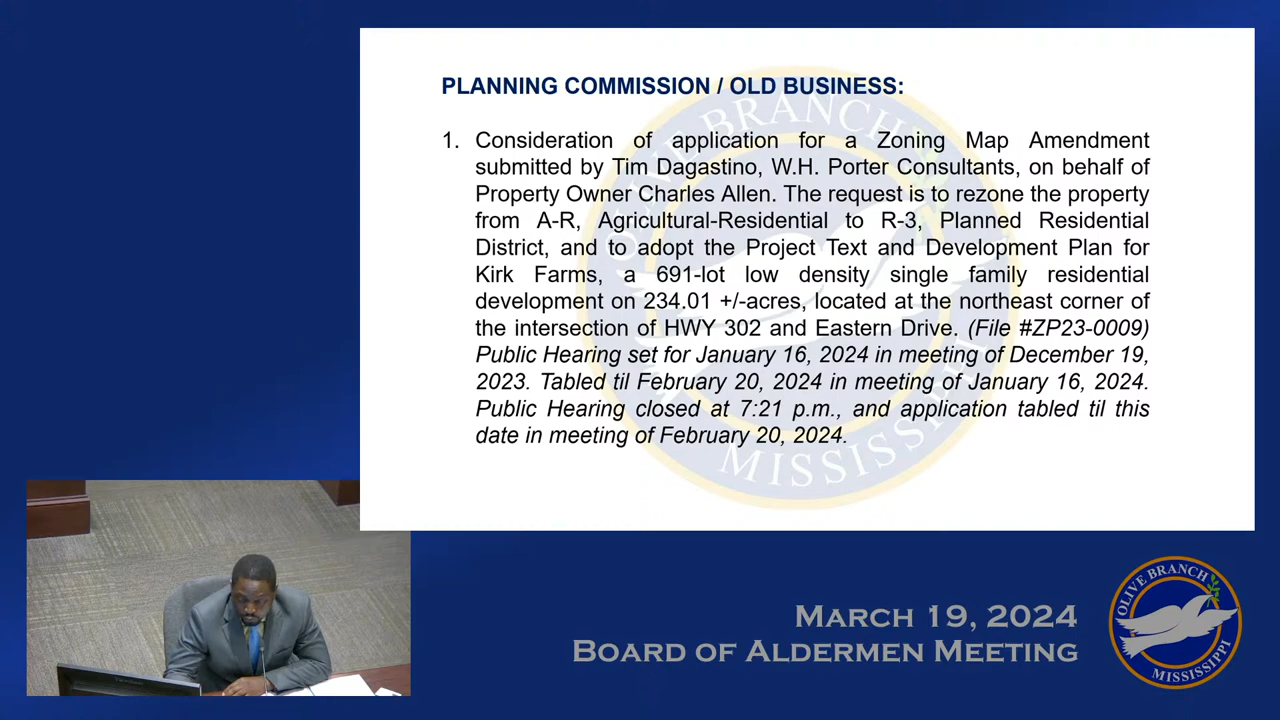 PLANNING COMMISSION / OLD BUSINESS:
1. Consideration of application for a Zoning Map Amendment
submitted by Tim Dagastino, W.H. Porter Consultants, on behalf of
Property Owner Charles Allen. The request is to rezone the property
from A-R, Agricultural-Residential to R-3, Planned Residential
District, and to adopt the Project Text and Development Plan for
Kirk Farms, a 691-lot low density single family residential
development on 234.01 +/-acres, located at the northeast corner of
the intersection of HWY 302 and Eastern Drive. (File #ZP23-0009)
Public Hearing set for January 16, 2024 in meeting of December 19,
2023. Tabled til February 20, 2024 in meeting of January 16, 2024.
Public Hearing closed at 7:21 p.m., and application tabled til this
date in meeting of February 20, 2024.
OLIVE BRANCH
MISSISSIPPI
MARCH 19, 2024
BOARD OF ALDERMEN MEETING
OLIVE BRANCH
MISSISSIPPI